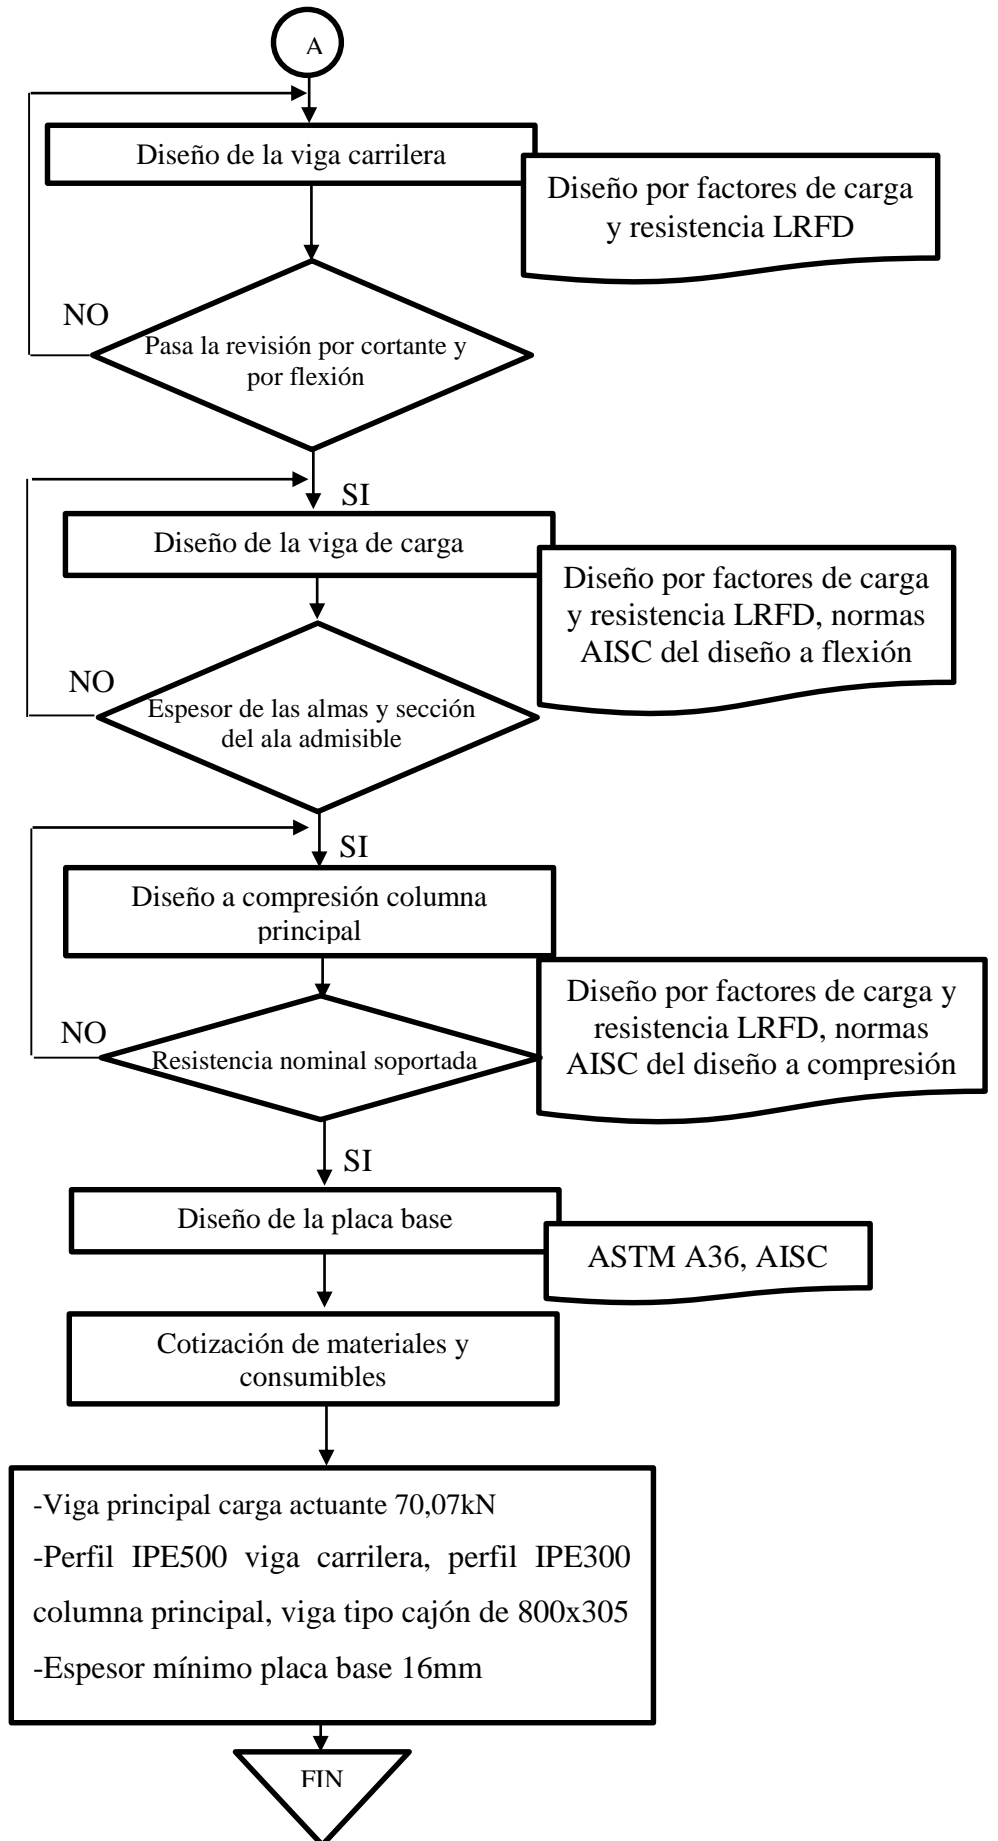 A
Diseño de la viga carrilera
Diseño por factores de carga
y resistencia LRFD
NO
Pasa la revisión por cortante y
por flexión
SI
Diseño de la viga de carga
Diseño por factores de carga
y resistencia LRFD, normas
AISC del diseño a flexión
NO
Espesor de las almas y sección
del ala admisible
SI
Diseño a compresión columna
principal
Diseño por factores de carga y
resistencia LRFD, normas
AISC del diseño a compresión
NO
Resistencia nominal soportada
SI
Diseño de la placa base
ASTM A36, AISC
Cotización de materiales y
consumibles
-Viga principal carga actuante 70,07kN
-Perfil IPE500 viga carrilera, perfil IPE300
columna principal, viga tipo cajón de 800x305
-Espesor mínimo placa base 16mm
FIN